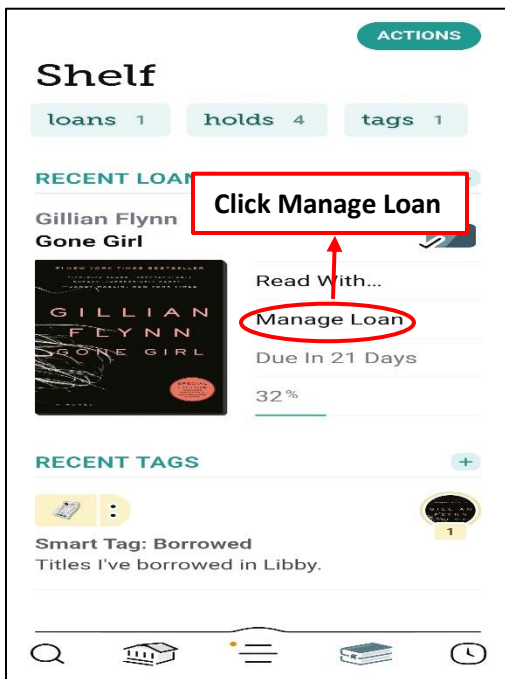 ACTIONS
Shelf
loans 1 holds 4 tags 1
RECENT LOAN
+
Click Manage Loan
Gillian Flynn
Gone Girl
#1 NEW YORK TIMES BESTSELLER
GILLIAN
FLYNN
GONE GIRL
SPECIAL
EDITION
A NOVEL
Read With...
Manage Loan
Due In 21 Days
32%
RECENT TAGS
+
1
Smart Tag: Borrowed
Titles I've borrowed in Libby.